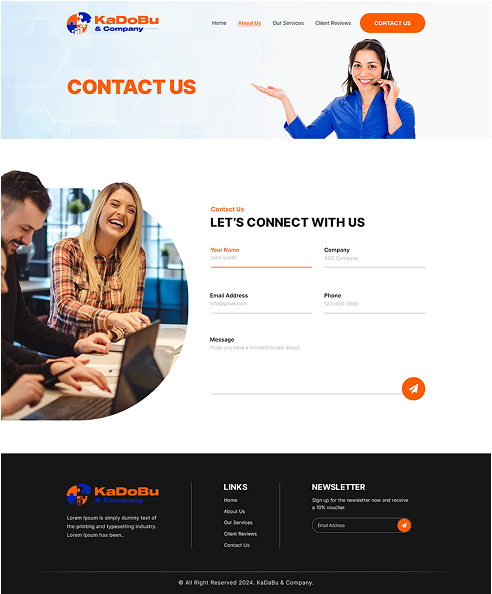 KaDoBu
& Company
Home About Us Our Services Client Reviews CONTACT US
CONTACT US
Contact Us
LET'S CONNECT WITH US
Your Name Company
John Smith ABC Company
Email Address Phone
info@gmail.com 123-456-7890
Message
Hi,do you have a moment to talk about
KaDoBu
& Company
Lorem Ipsum is simply dummy text of
the printing and typesetting industry.
Lorem Ipsum has been..
LINKS
Home
About Us
Our Services
Client Reviews
Contact Us
NEWSLETTER
Sign up for the newsletter now and receive
a 10% voucher.
Email Address
© All Right Reserved 2024. KaDaBu & Company.